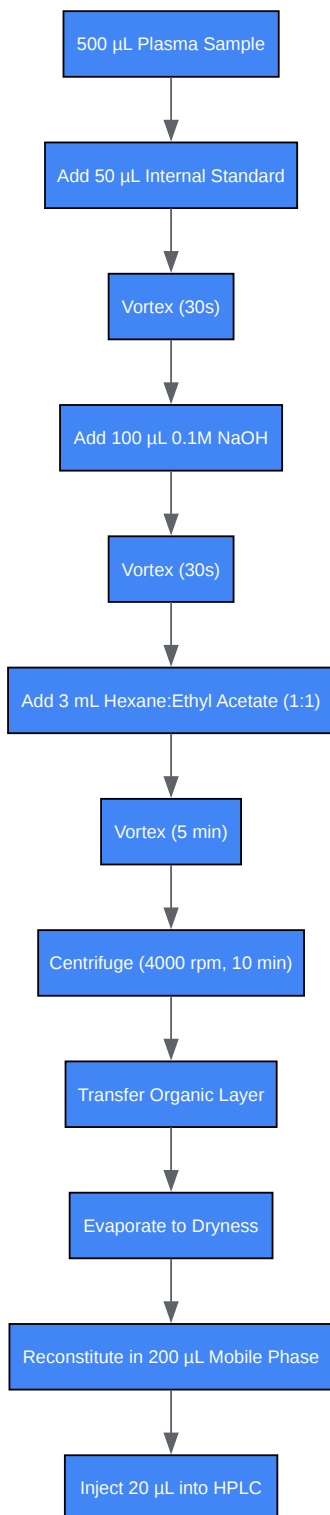 500 µL Plasma Sample
Add 50 µL Internal Standard
Vortex (30s)
Add 100 µL 0.1M NaOH
Vortex (30s)
Add 3 mL Hexane:Ethyl Acetate (1:1)
Vortex (5 min)
Centrifuge (4000 rpm, 10 min)
Transfer Organic Layer
Evaporate to Dryness
Reconstitute in 200 µL Mobile Phase
Inject 20 µL into HPLC